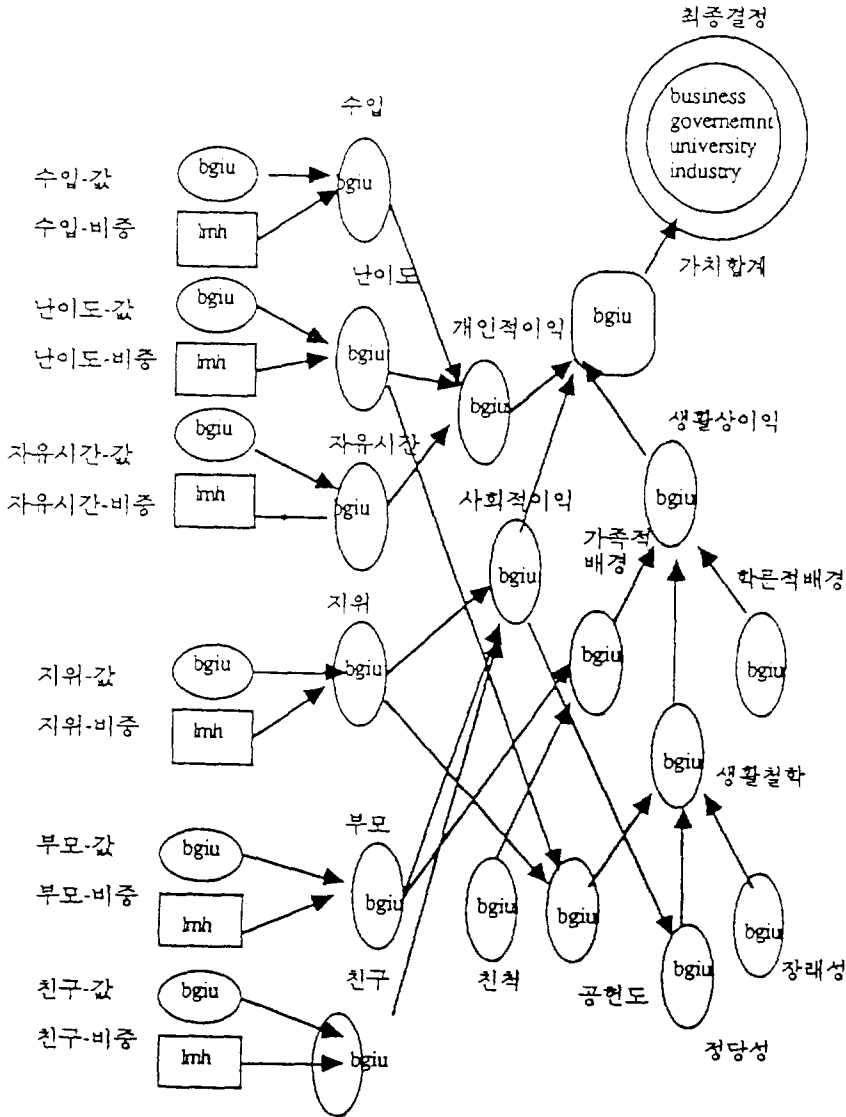 최종결정
business
governemnt
university
industry
수입
수입-값
bgiu
bgiu
수입-비중
lmh
가치합계
난이도
bgiu
난이도-값
bgiu
개인적이익
난이도-비중
lmh
bgiu
bgiu
자유시간
생활상이익
자유시간-값
bgiu
자유시간-비중
lmh
bgiu
사회적이익
bgiu
가족적
배경
학른적배경
bgiu
지위
지위-값
bgiu
bgiu
bgiu
bgiu
지위-비중
lmh
bgiu
생활철학
부모
부모-값
bgiu
부모-비중
lmh
bgiu
bgiu
bgiu
bgiu
친구
친척
공헌도
bgiu
장래성
친구-값
bgiu
친구-비중
lmh
bgiu
정당성